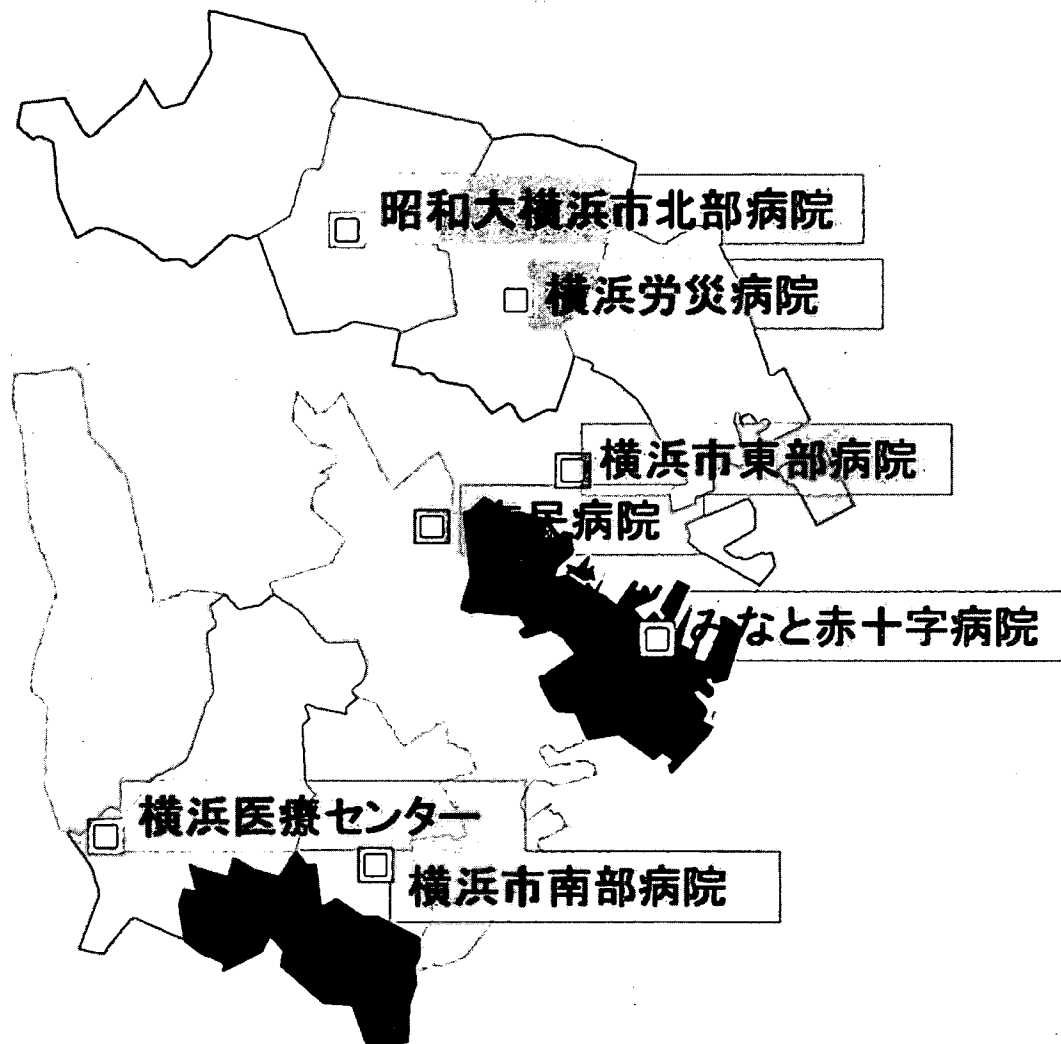 昭和大横浜市北部病院
横浜労災病院
横浜市東部病院
市民病院
みなと赤十字病院
横浜医療センター
横浜市南部病院